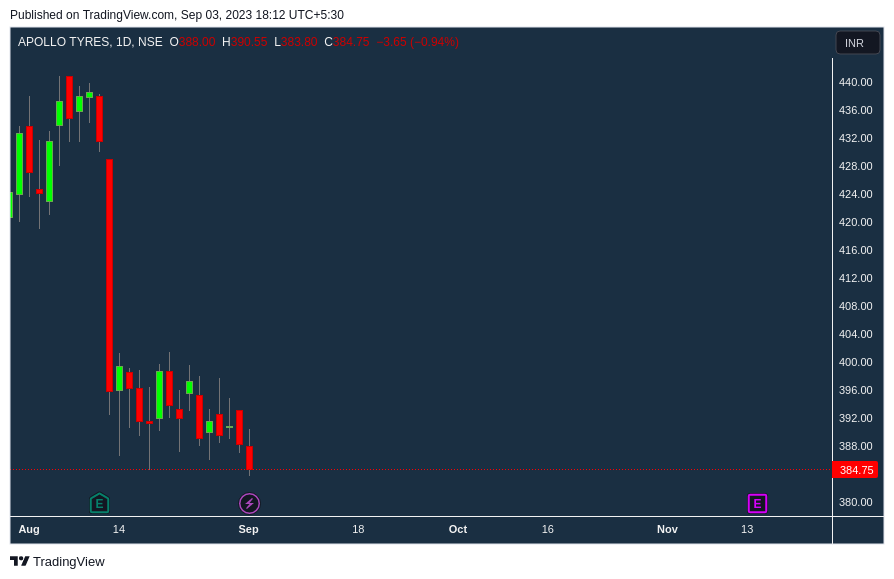 Published on TradingView.com, Sep 03, 2023 18:12 UTC+5:30
APOLLO TYRES, 1D, NSE O388.00 H390.55 L383.80 C384.75 −3.65 (−0.94%)
INR
440.00
436.00
432.00
428.00
424.00
420.00
416.00
412.00
408.00
404.00
400.00
396.00
392.00
388.00
384.75
380.00
E E
Aug 14 Sep 18 Oct 16 Nov 13
TradingView